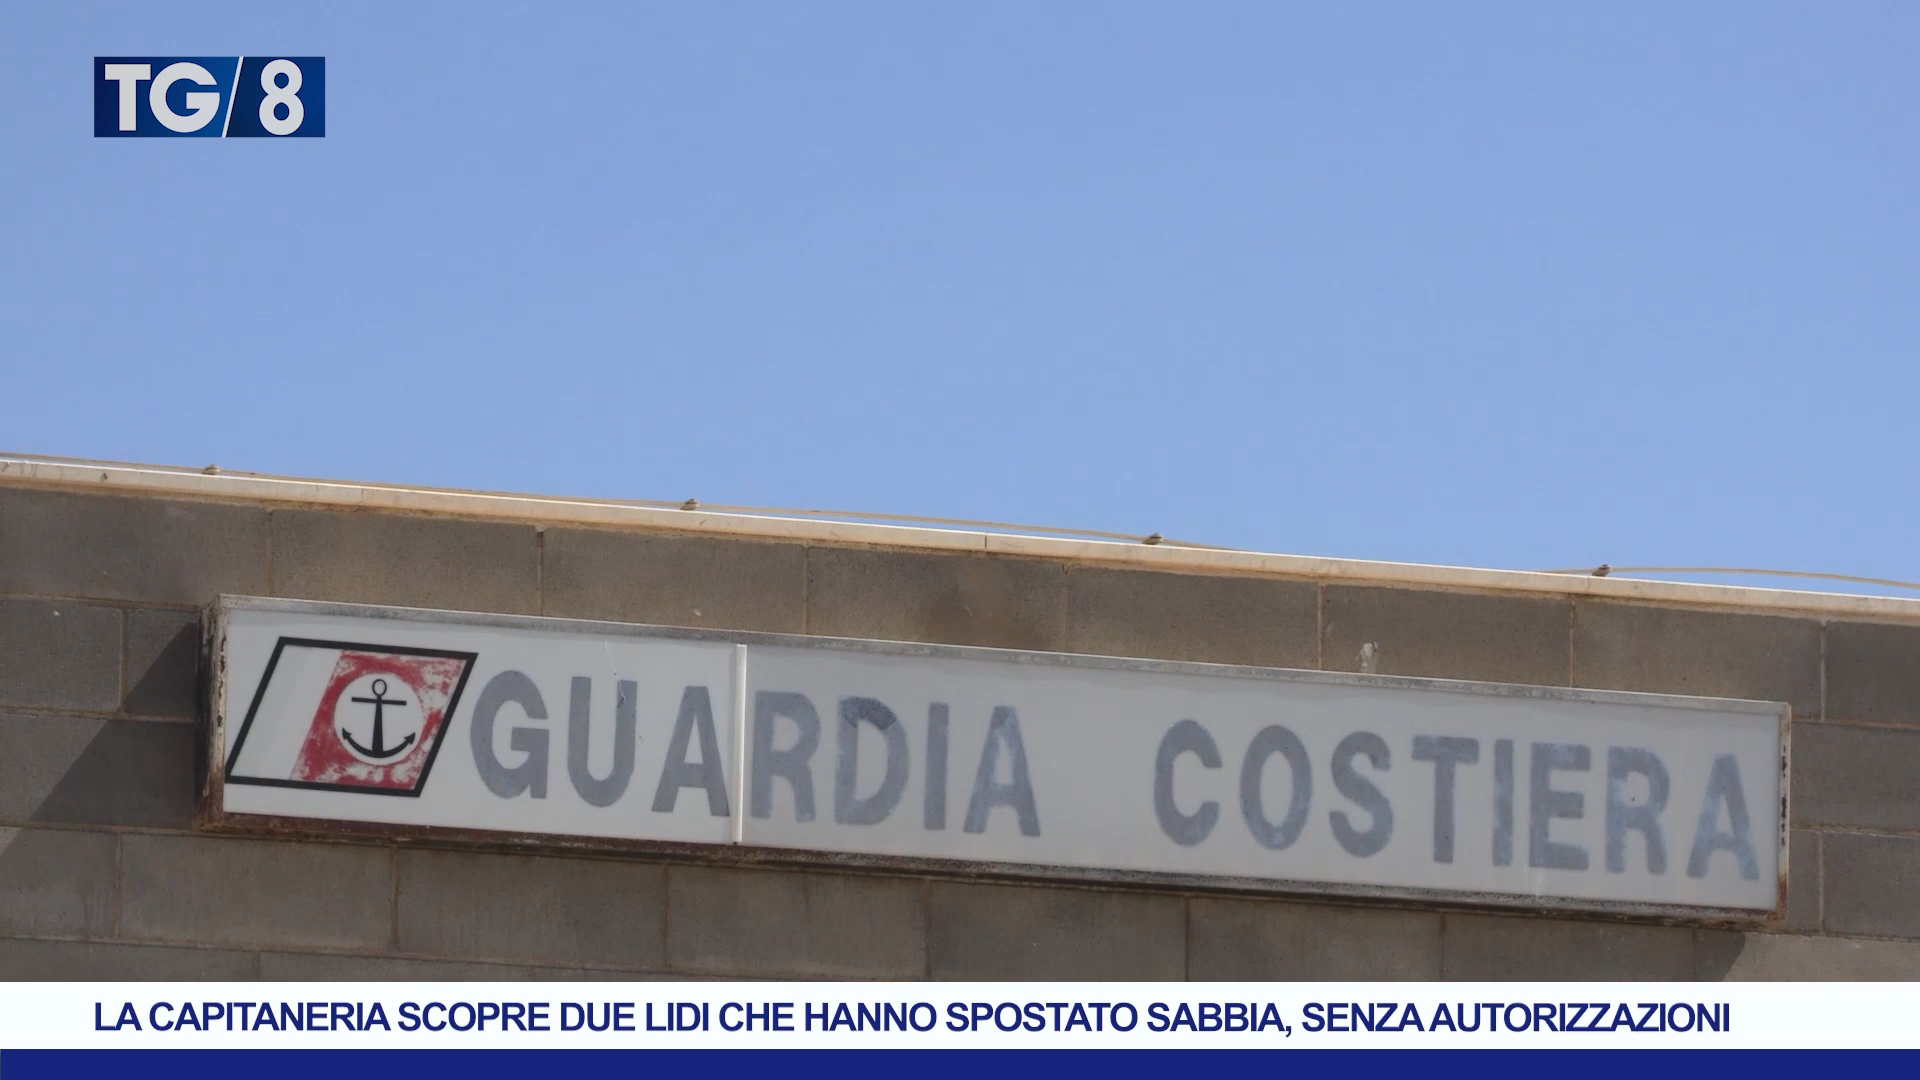 TG/8
GUARDIA COSTIERA
LA CAPITANERIA SCOPRE DUE LIDI CHE HANNO SPOSTATO SABBIA, SENZA AUTORIZZAZIONI